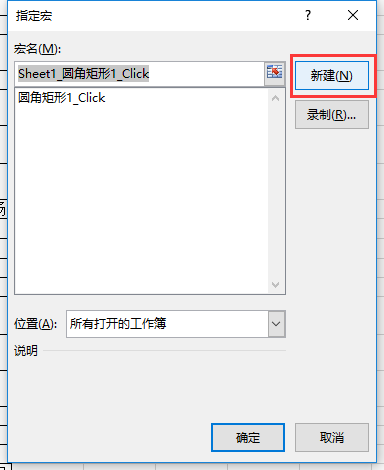 指定宏
?
宏名(M):
Sheet1_圆角矩形1_Click
新建(N)
圆角矩形1_Click
录制(R)...
位置(A):
所有打开的工作簿
说明
确定
取消